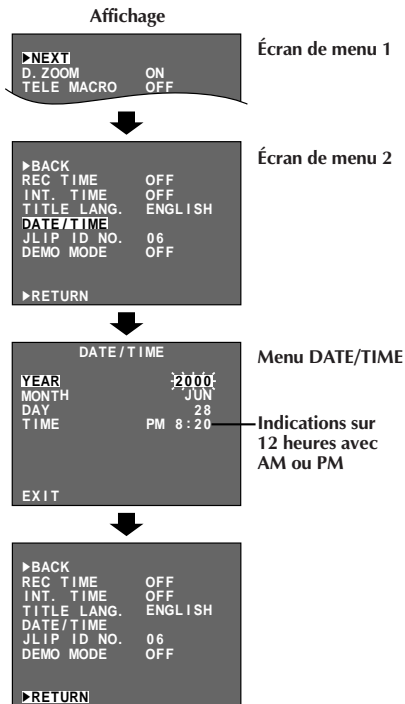 Affichage
▶NEXT
D. ZOOM ON
TELE MACRO OFF
Écran de menu 1
▶BACK
REC TIME OFF
INT. TIME OFF
TITLE LANG. ENGLISH
DATE/TIME
JLIP ID NO. 06
DEMO MODE OFF
▶RETURN
Écran de menu 2
DATE/TIME
YEAR 2000
MONTH JUN
DAY 28
TIME PM 8:20
EXIT
Menu DATE/TIME
Indications sur
12 heures avec
AM ou PM
▶BACK
REC TIME OFF
INT. TIME OFF
TITLE LANG. ENGLISH
DATE/TIME
JLIP ID NO. 06
DEMO MODE OFF
▶RETURN